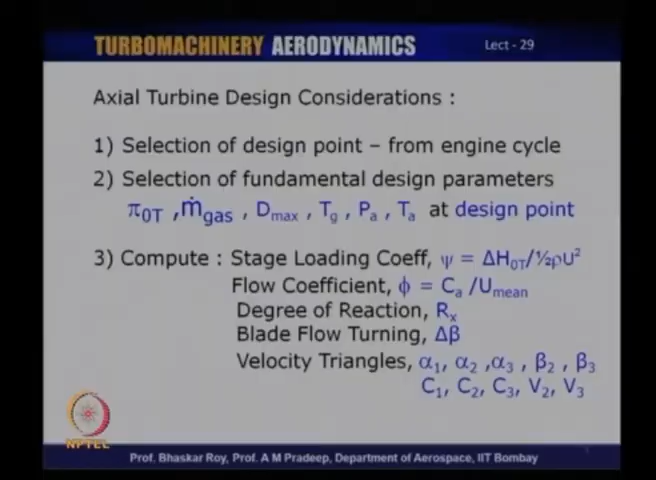 TURBOMACHINERY AERODYNAMICS Lect - 29
Axial Turbine Design Considerations :
1) Selection of design point – from engine cycle
2) Selection of fundamental design parameters
π₀T , ṁgas , Dmax , Tg , Pa , Ta at design point
3) Compute : Stage Loading Coeff, ψ = ΔH₀T/½ρU²
Flow Coefficient, ϕ = Ca /Umean
Degree of Reaction, Rx
Blade Flow Turning, Δβ
Velocity Triangles, α₁, α₂ ,α₃ , β₂ , β₃
C₁, C₂, C₃, V₂, V₃
NPTEL
Prof. Bhaskar Roy, Prof. A M Pradeep, Department of Aerospace, IIT Bombay